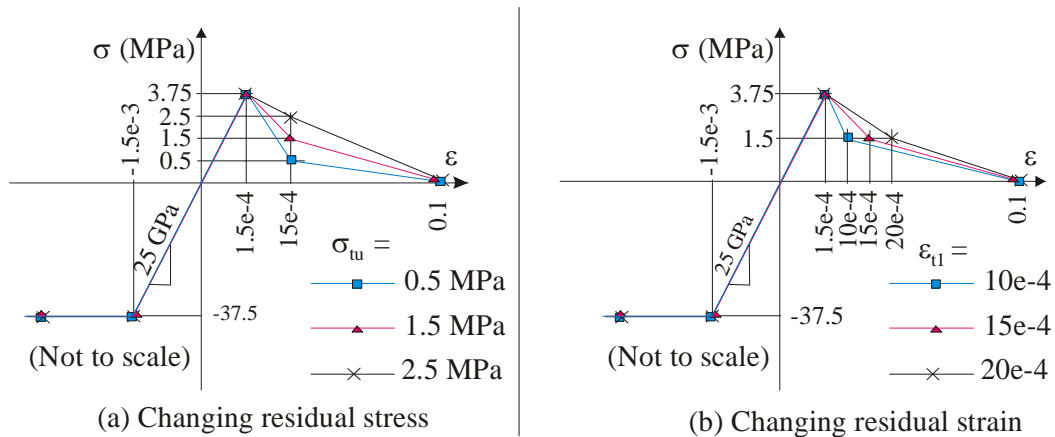 σ (MPa)
3.75
2.5
1.5
0.5
-1.5e-3
ε
1.5e-4
15e-4
0.1
25 GPa
σtu =
0.5 MPa
1.5 MPa
2.5 MPa
-37.5
(Not to scale)
(a) Changing residual stress
σ (MPa)
3.75
1.5
-1.5e-3
ε
1.5e-4
10e-4
15e-4
20e-4
0.1
25 GPa
εt1 =
10e-4
15e-4
20e-4
-37.5
(Not to scale)
(b) Changing residual strain